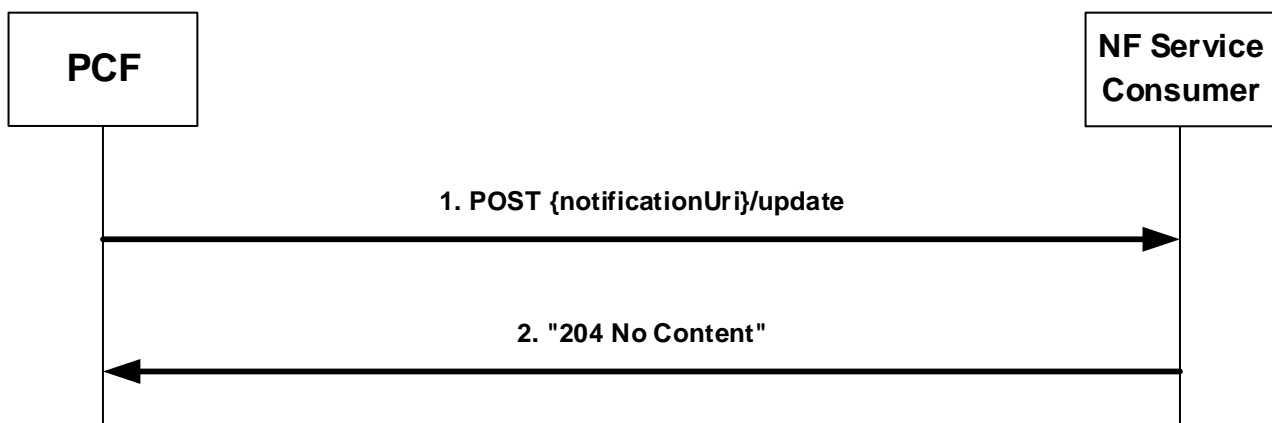 PCF
NF Service
Consumer
1. POST {notificationUri}/update
2. "204 No Content"